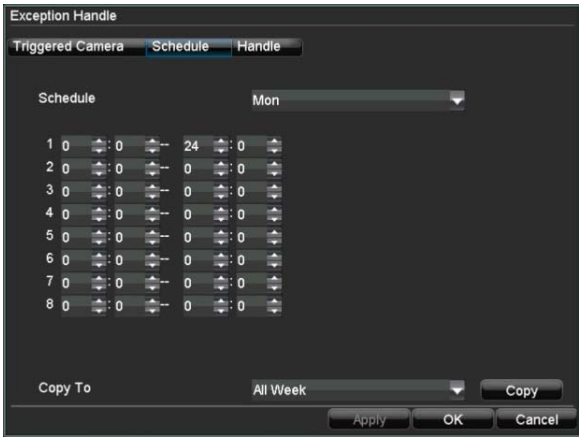 Exception Handle
Triggered Camera Schedule Handle
Schedule Mon
1 0 : 0 -- 24 : 0
2 0 : 0 -- 0 : 0
3 0 : 0 -- 0 : 0
4 0 : 0 -- 0 : 0
5 0 : 0 -- 0 : 0
6 0 : 0 -- 0 : 0
7 0 : 0 -- 0 : 0
8 0 : 0 -- 0 : 0
Copy To All Week Copy
Apply OK Cancel